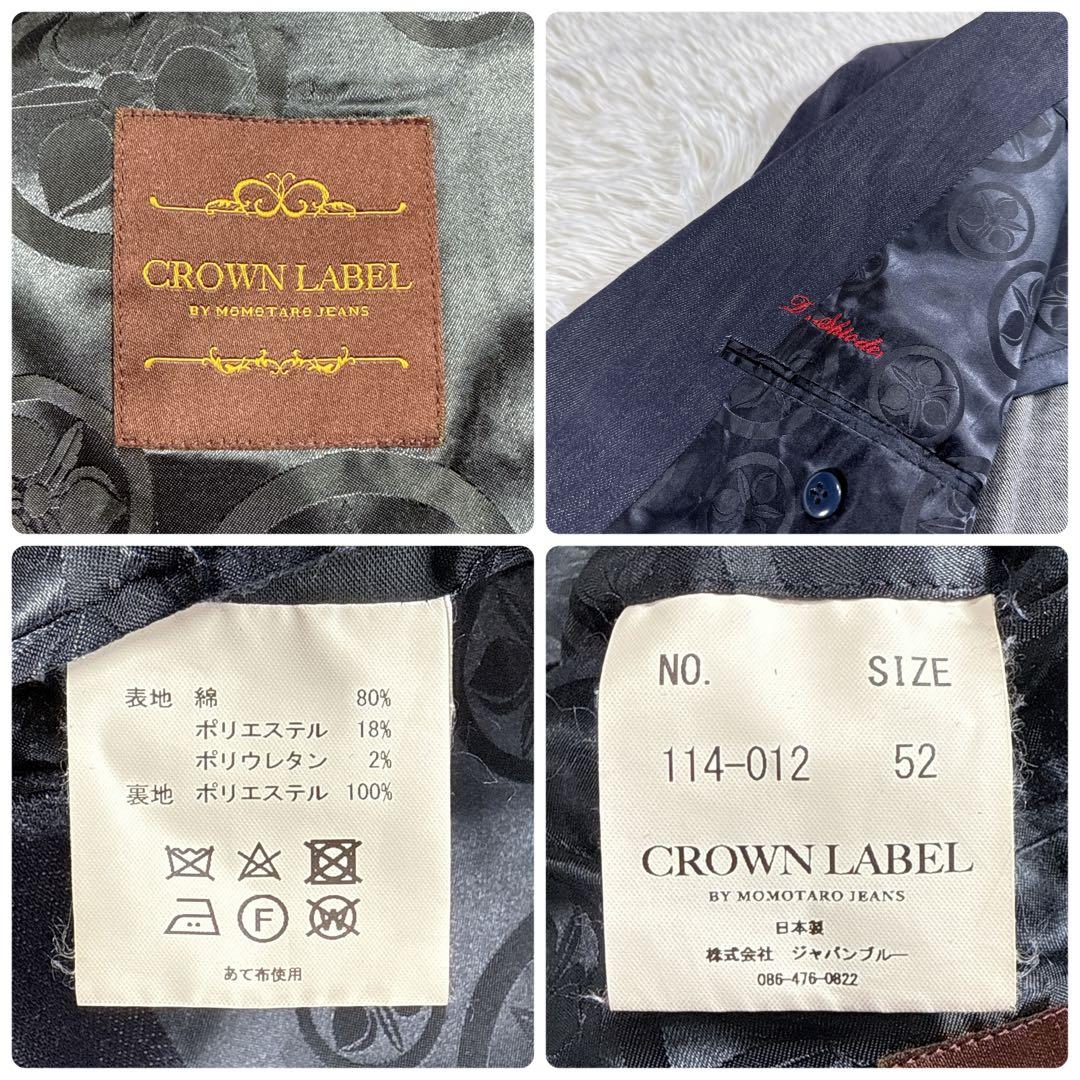 CROWN LABEL
BY MOMOTARO JEANS
表地 綿 80%
ポリエステル 18%
ポリウレタン 2%
裏地 ポリエステル 100%
F
W
あて布使用
NO. SIZE
114-012 52
CROWN LABEL
BY MOMOTARO JEANS
日本製
株式会社 ジャパンブルー
086-476-0822